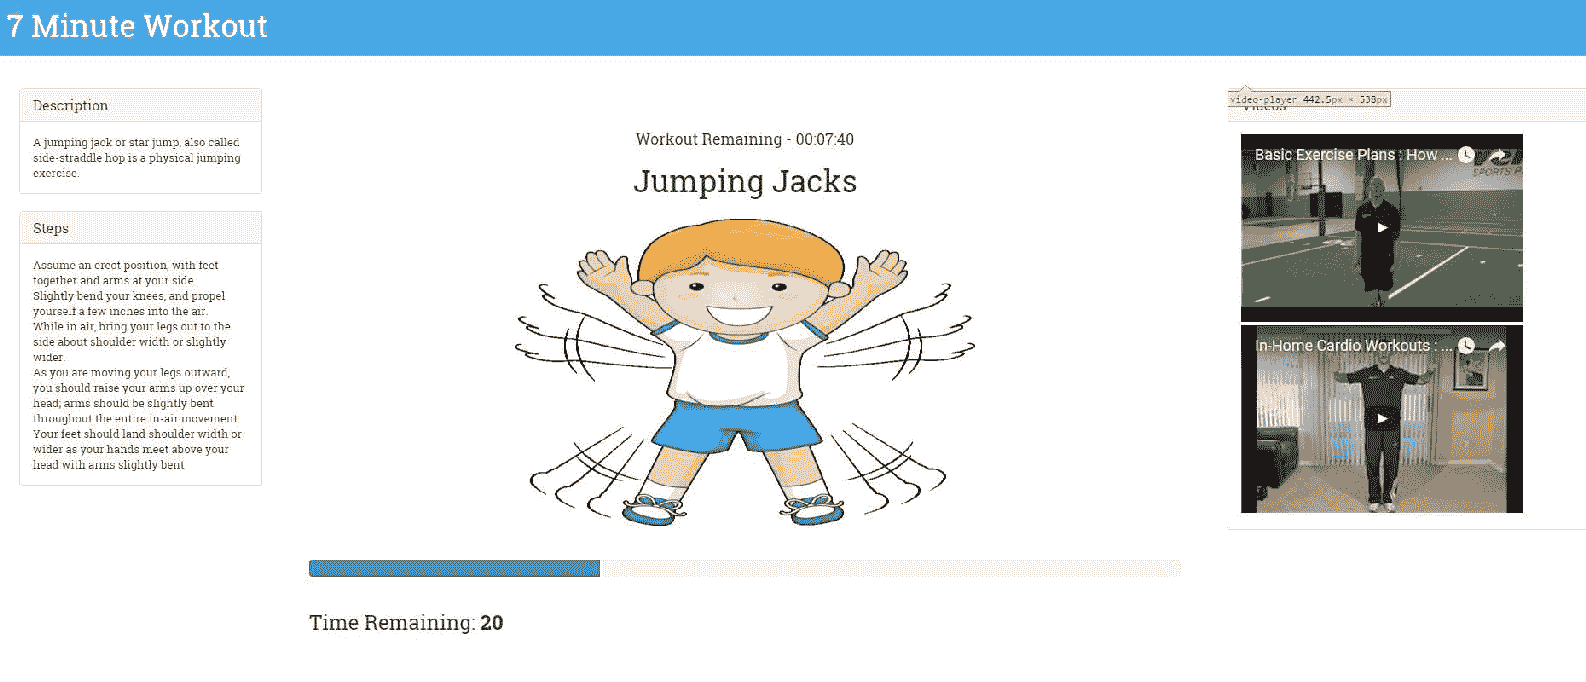 7 Minute Workout
Description
A jumping jack or star jump, also called
side-straddle hop is a physical jumping
exercise.
Steps
Assume an erect position, with feet
together and arms at your side.
Slightly bend your knees, and propel
yourself a few inches into the air.
While in air, bring your legs out to the
side about shoulder width or slightly
wider.
As you are moving your legs outward,
you should raise your arms up over your
head; arms should be slightly bent
throughout the entire in-air movement.
Your feet should land shoulder width or
wider as your hands meet above your
head with arms slightly bent
Workout Remaining - 00:07:40
Jumping Jacks
Time Remaining: 20
video-player 442.5px × 538px
Videos
Basic Exercise Plans : How ...
SPORTS
In-Home Cardio Workouts : ...